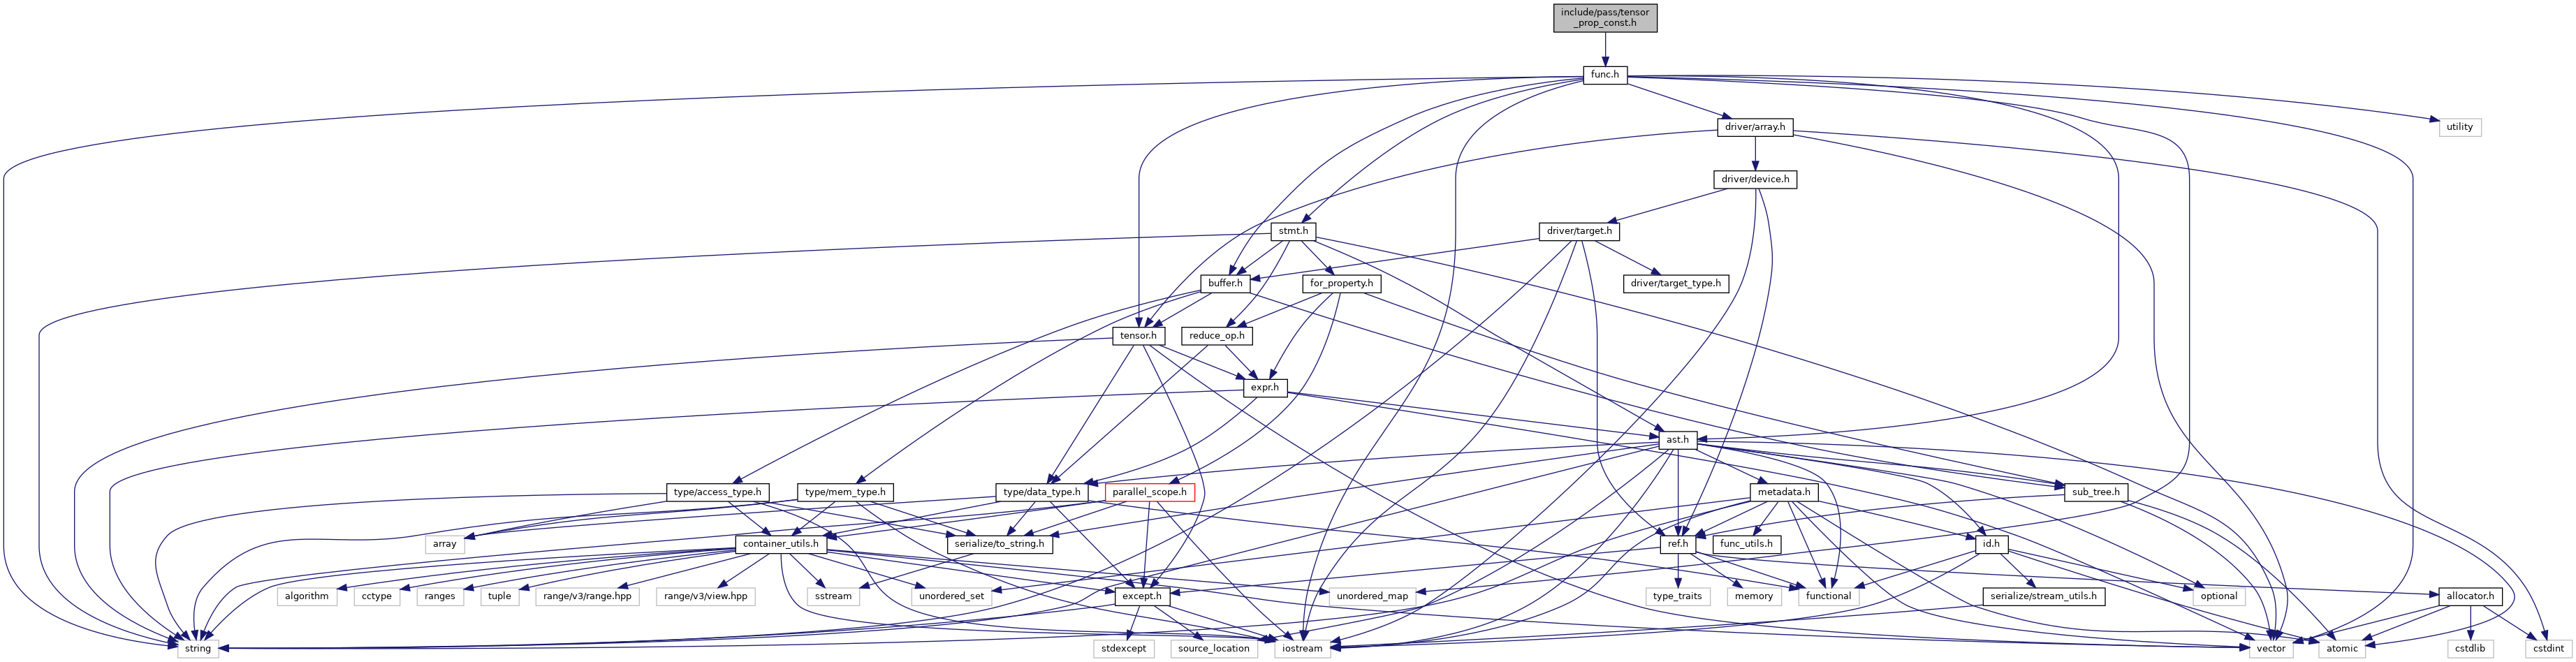 include/pass/tensor
_prop_const.h
func.h
driver/array.h
utility
driver/device.h
stmt.h
driver/target.h
buffer.h
for_property.h
driver/target_type.h
tensor.h
reduce_op.h
expr.h
ast.h
type/access_type.h
type/mem_type.h
type/data_type.h
parallel_scope.h
metadata.h
sub_tree.h
array
container_utils.h
serialize/to_string.h
ref.h
func_utils.h
id.h
algorithm
cctype
ranges
tuple
range/v3/range.hpp
range/v3/view.hpp
sstream
unordered_set
except.h
unordered_map
type_traits
memory
functional
serialize/stream_utils.h
optional
allocator.h
string
stdexcept
source_location
iostream
vector
atomic
cstdlib
cstdint